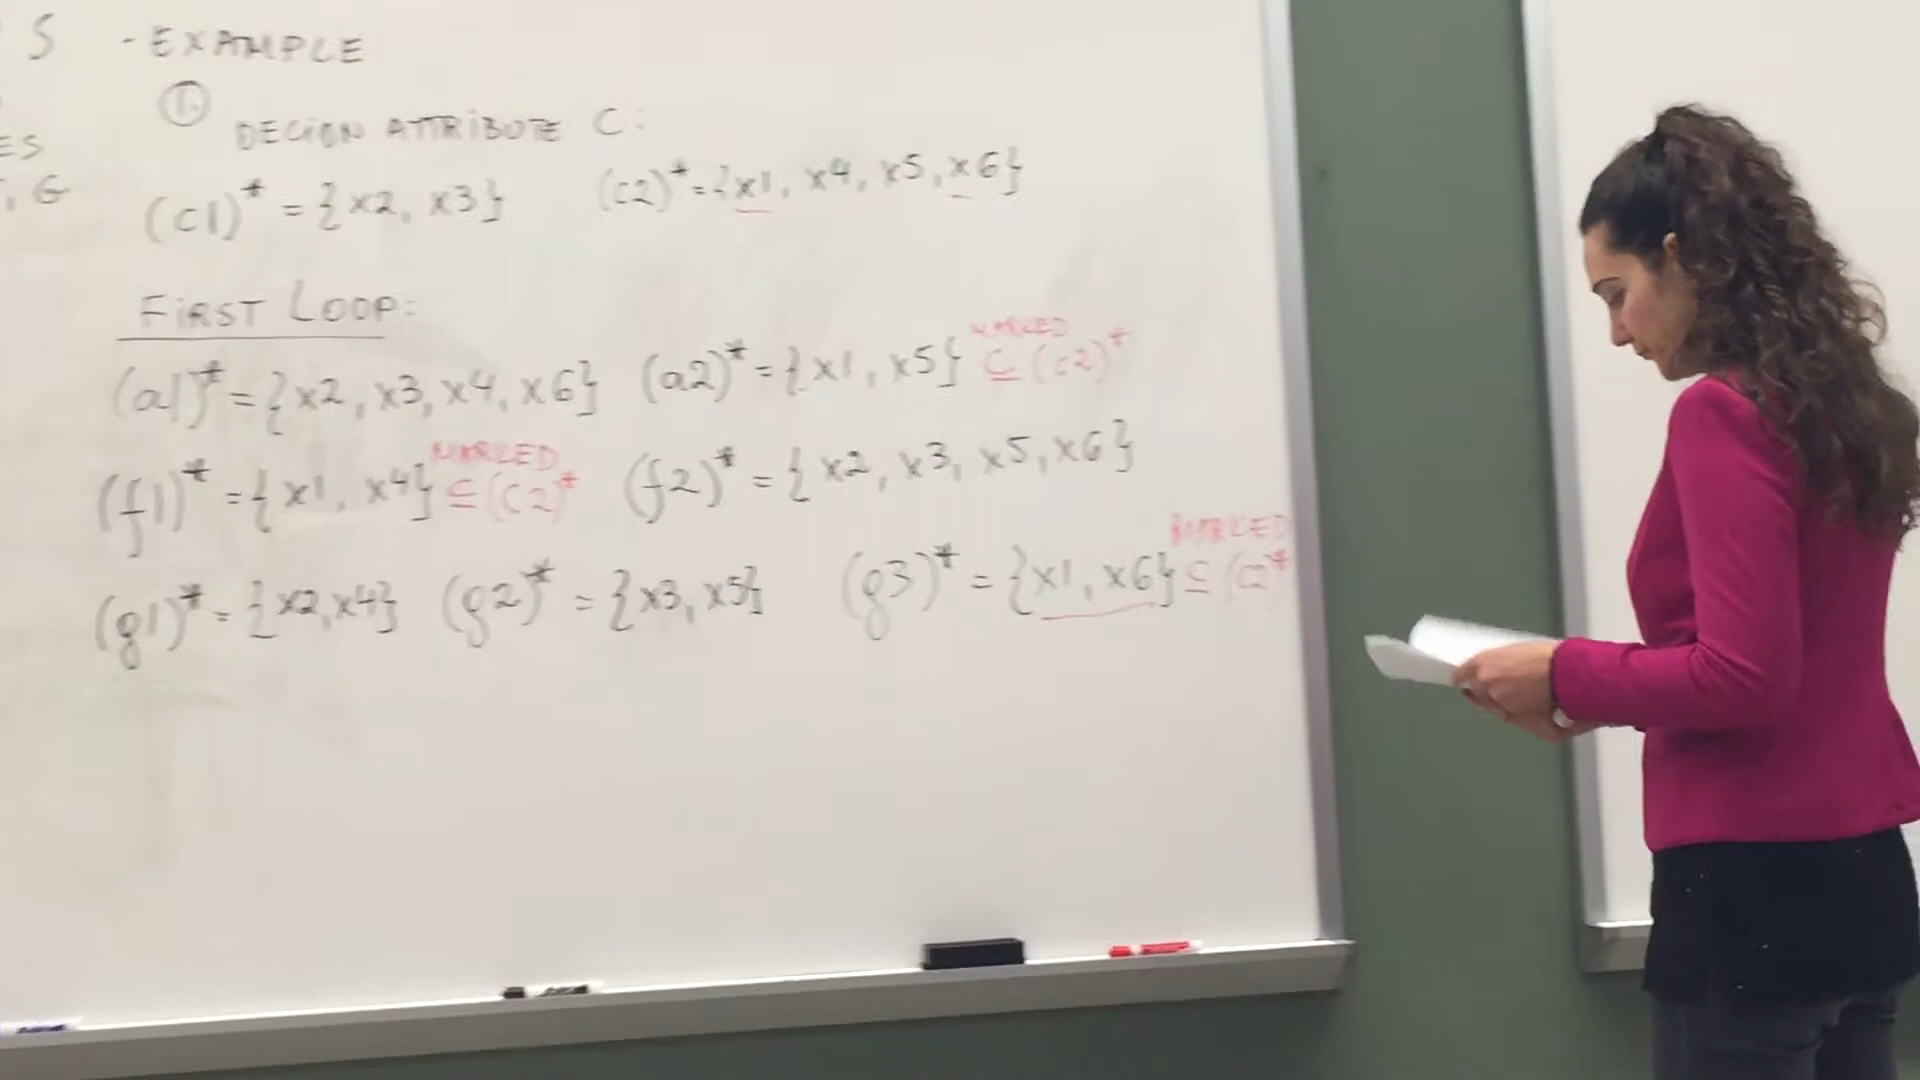 S - EXAMPLE
1.
DECION ATTRIBUTE C:
ES
, G
(c1)* = {x2, x3} (c2)* = {x1, x4, x5, x6}
FIRST LOOP:
(a1)* = {x2, x3, x4, x6} (a2)* = {x1, x5} MARKED ⊆ (c2)*
(f1)* = {x1, x4} MARKED ⊆ (c2)* (f2)* = {x2, x3, x5, x6}
(g1)* = {x2, x4} (g2)* = {x3, x5} (g3)* = {x1, x6} MARKED ⊆ (c2*